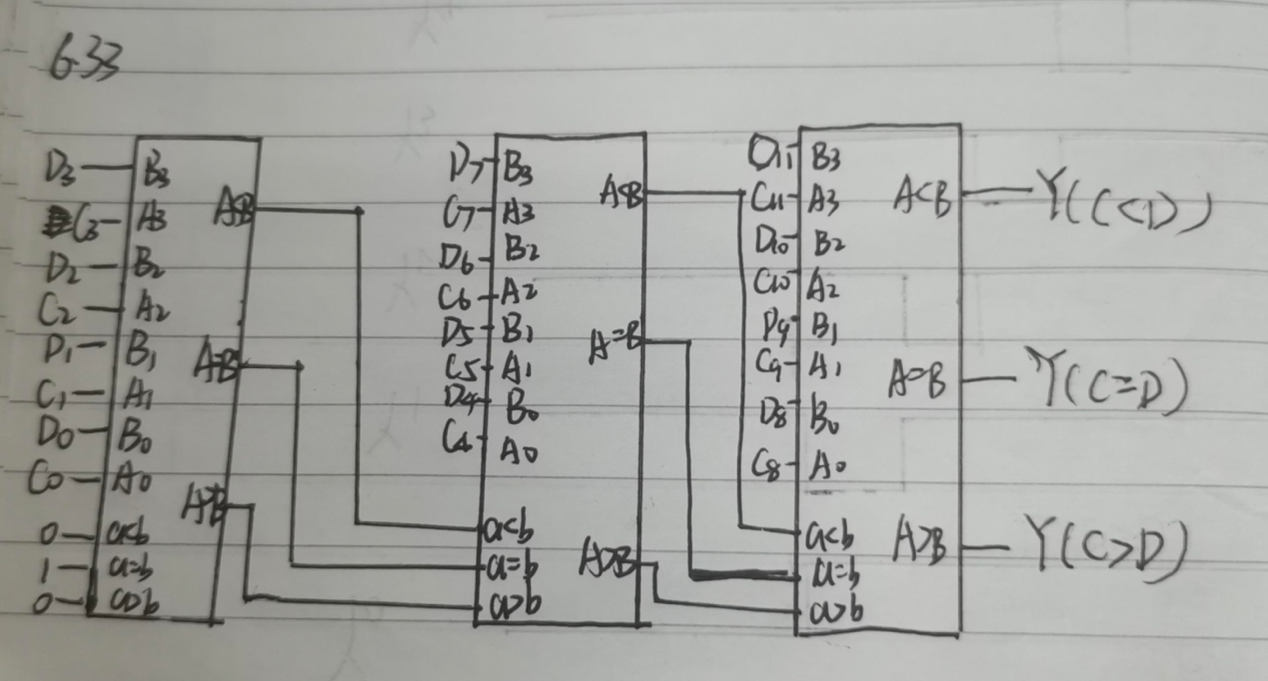 6.33
D3 B3
C3 A3
D2 B2
C2 A2
D1 B1
C1 A1
D0 B0
C0 A0
0 a<b
1 a=b
0 a>b
A<B
A=B
A>B
D7 B3
C7 A3
D6 B2
C6 A2
D5 B1
C5 A1
D4 B0
C4 A0
a<b
a=b
a>b
A<B
A=B
A>B
D11 B3
C11 A3
D10 B2
C10 A2
D9 B1
C9 A1
D8 B0
C8 A0
a<b
a=b
a>b
A<B Y(C<D)
A=B Y(C=D)
A>B Y(C>D)